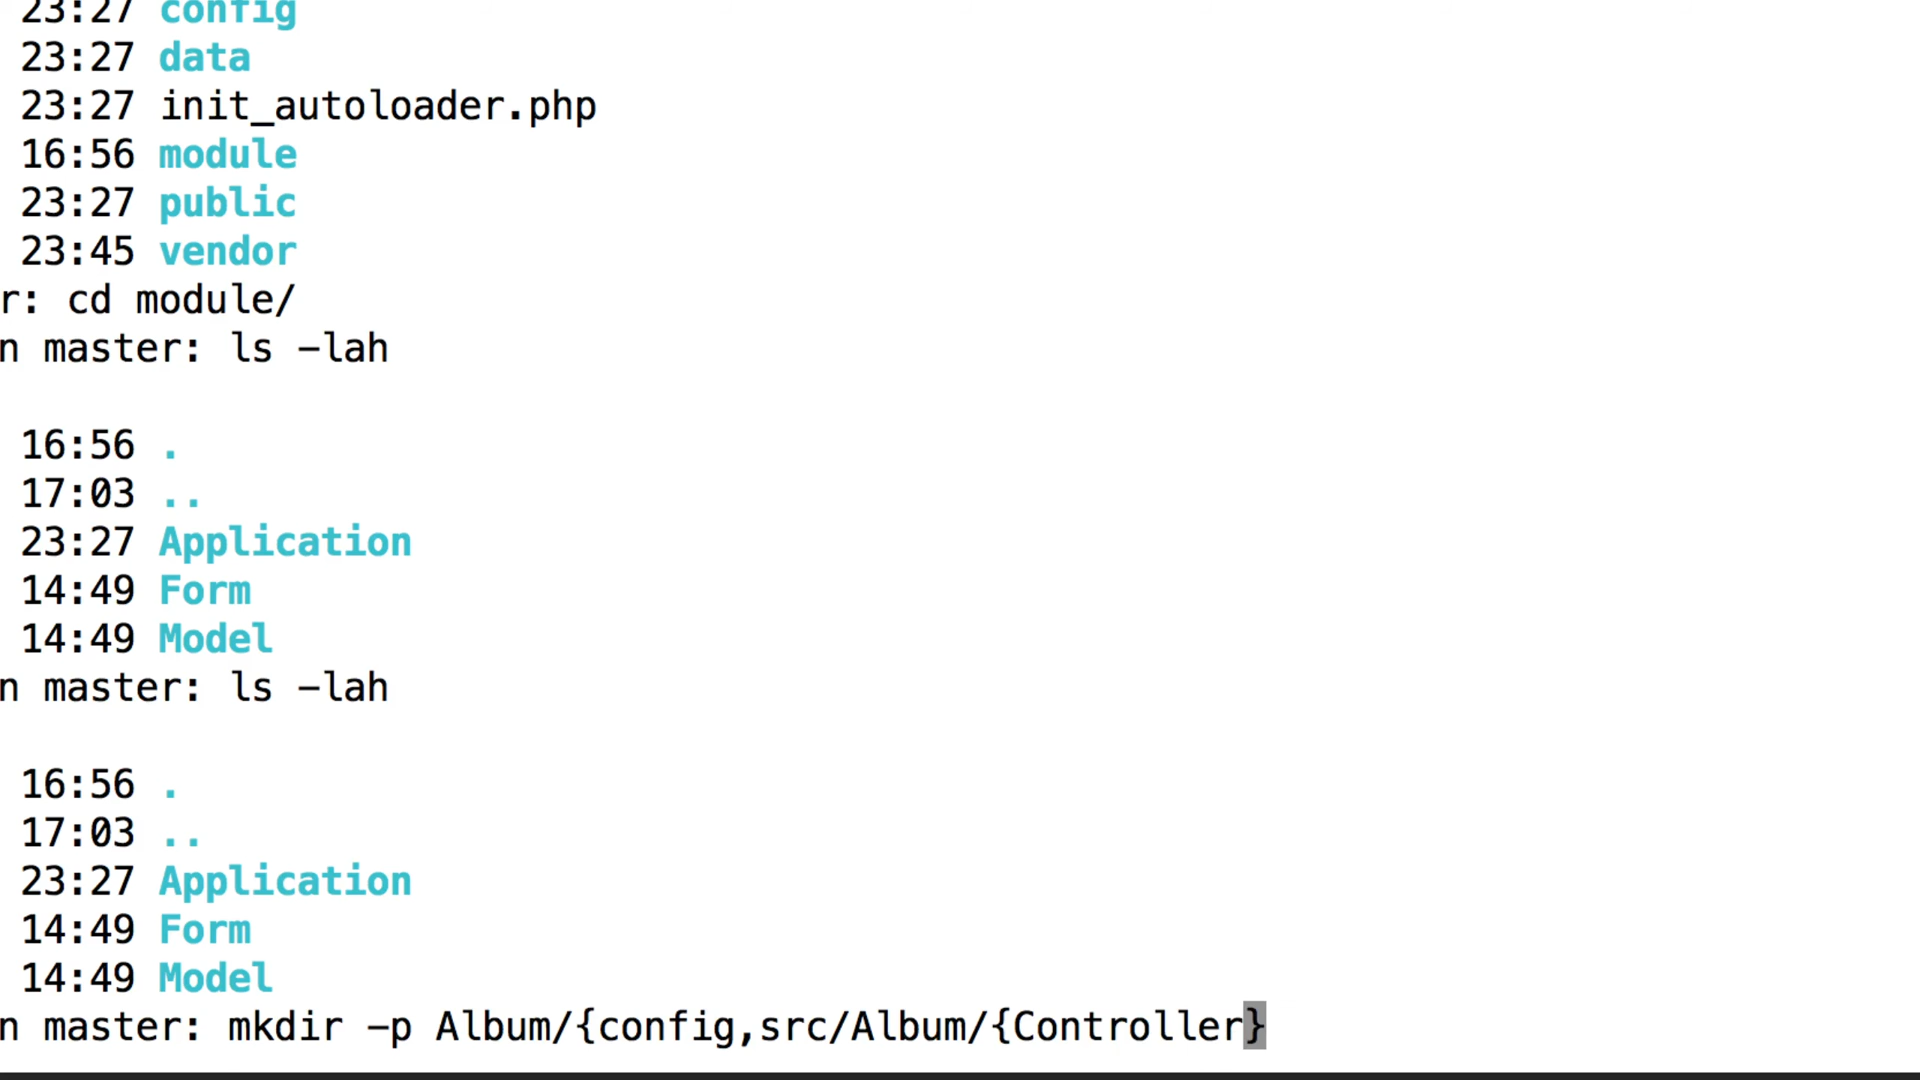 23:27 config
23:27 data
23:27 init_autoloader.php
16:56 module
23:27 public
23:45 vendor
r: cd module/
n master: ls -lah
16:56 .
17:03 ..
23:27 Application
14:49 Form
14:49 Model
n master: ls -lah
16:56 .
17:03 ..
23:27 Application
14:49 Form
14:49 Model
n master: mkdir -p Album/{config,src/Album/{Controller}